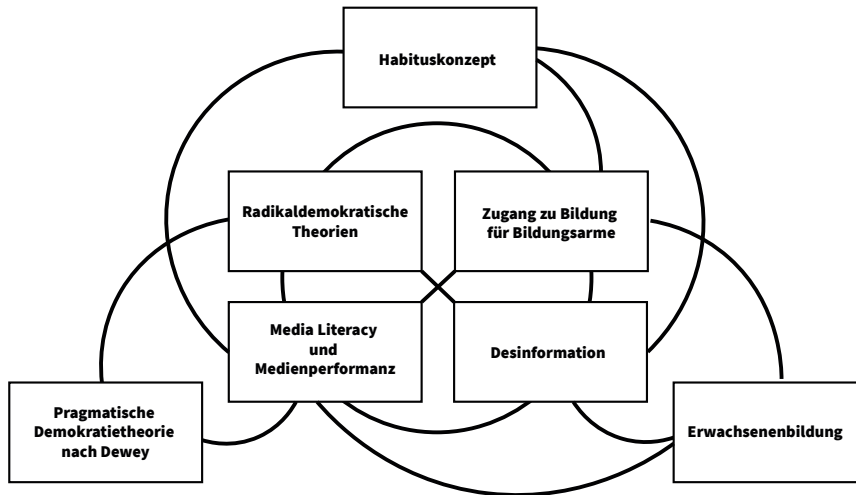 Habituskonzept
Radikaldemokratische
Theorien
Zugang zu Bildung
für Bildungsarme
Media Literacy
und
Medienperformanz
Desinformation
Pragmatische
Demokratietheorie
nach Dewey
Erwachsenenbildung